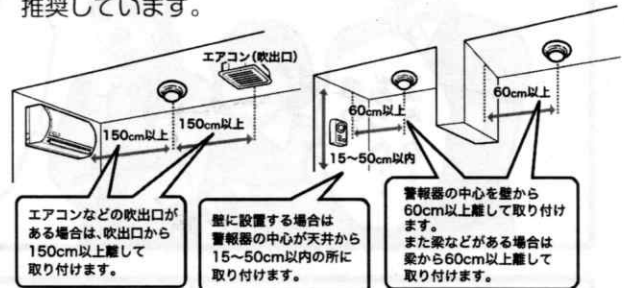 推奨しています。
エアコン(吹出口)
150cm以上
150cm以上
60cm以上
15〜50cm以内
60cm以上
エアコンなどの吹出口が
ある場合は、吹出口から
150cm以上離して
取り付けます。
壁に設置する場合は
警報器の中心が天井から
15〜50cm以内の所に
取り付けます。
警報器の中心を壁から
60cm以上離して取り付け
ます。
また梁などがある場合は
梁から60cm以上離して
取り付けます。